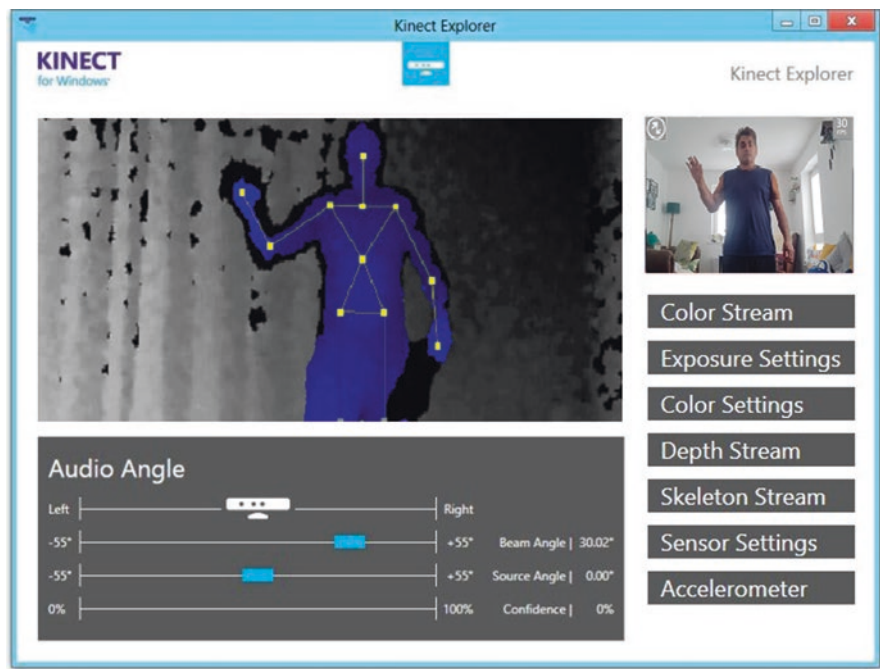 Kinect Explorer
KINECT
for Windows
Kinect Explorer
30
FPS
Color Stream
Exposure Settings
Color Settings
Depth Stream
Skeleton Stream
Sensor Settings
Accelerometer
Audio Angle
Left Right
-55° +55° Beam Angle | 30.02°
-55° +55° Source Angle | 0.00°
0% 100% Confidence | 0%